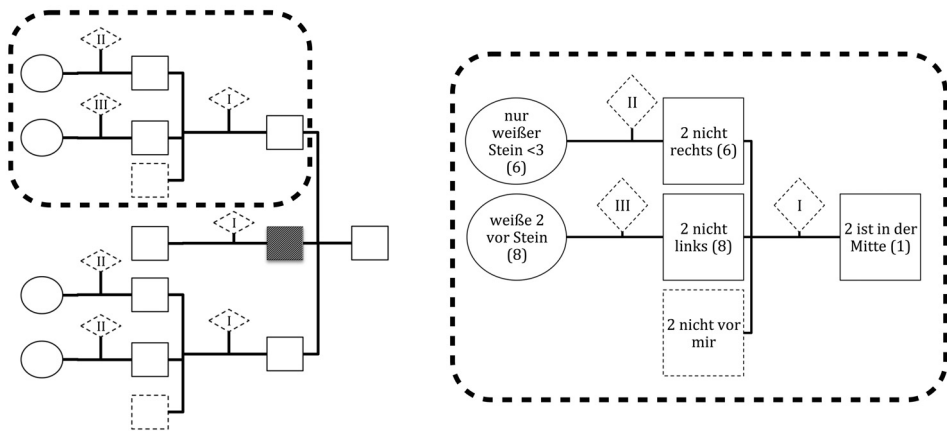 II
III
I
I
II
II
I
nur
weißer
Stein <3
(6)
II
2 nicht
rechts (6)
weiße 2
vor Stein
(8)
III
2 nicht
links (8)
I
2 ist in der
Mitte (1)
2 nicht vor
mir